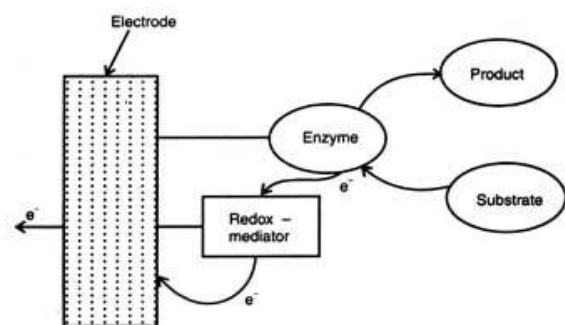 Electrode
Product
Enzyme
e⁻
Substrate
e⁻
Redox –
mediator
e⁻